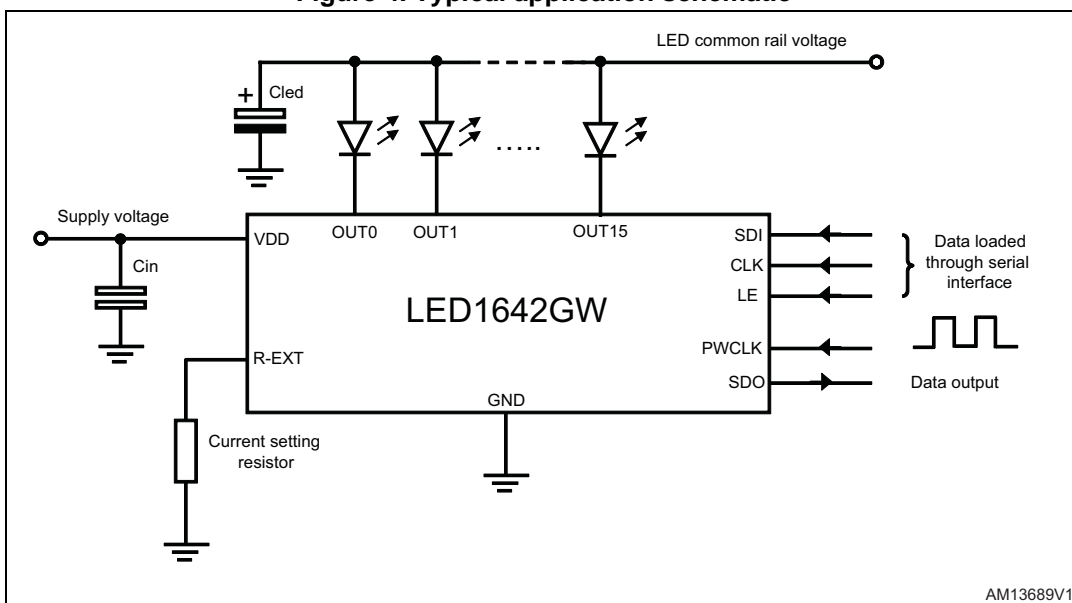 Figure 4. Typical application schematic
LED common rail voltage
+
Cled
.....
Supply voltage
VDD
OUT0
OUT1
OUT15
SDI
CLK
LE
Data loaded
through serial
interface
Cin
LED1642GW
R-EXT
PWCLK
SDO
Data output
GND
Current setting
resistor
AM13689V1